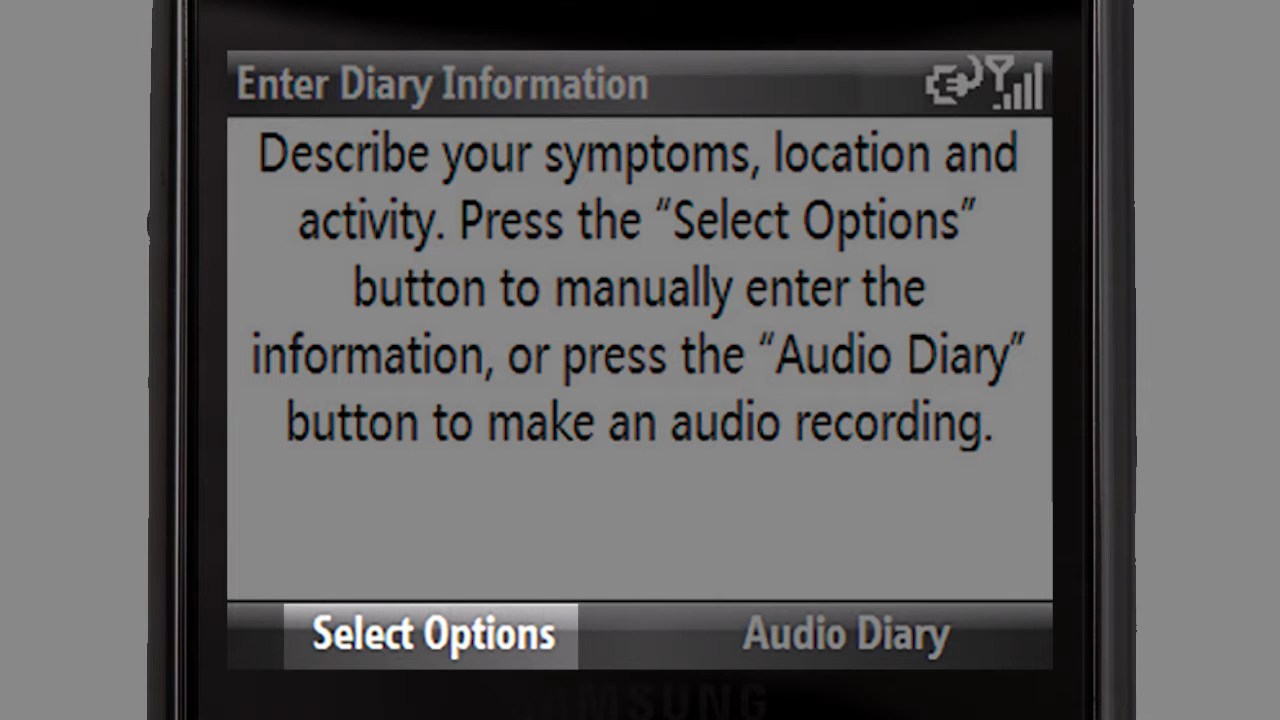 Enter Diary Information
Describe your symptoms, location and
activity. Press the “Select Options”
button to manually enter the
information, or press the “Audio Diary”
button to make an audio recording.
Select Options
Audio Diary
SAMSUNG